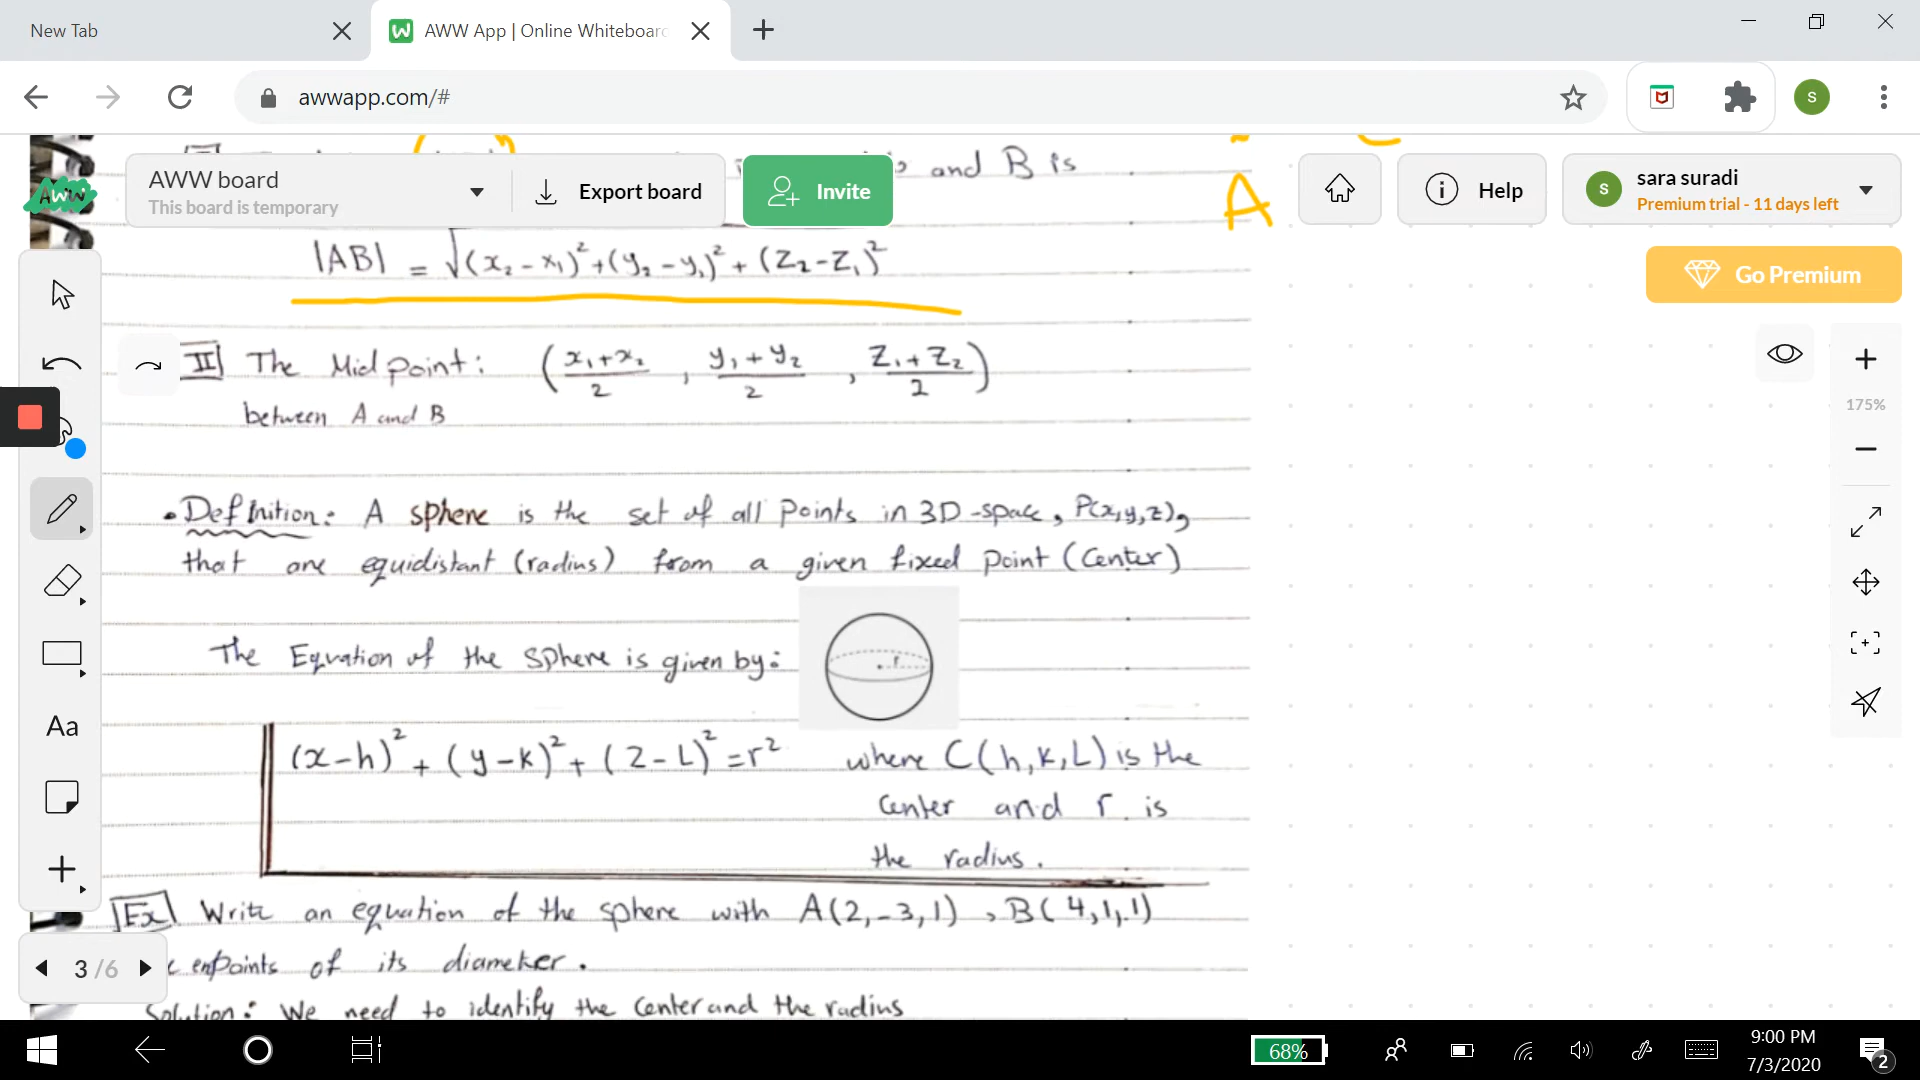 New Tab
AWW App | Online Whiteboard
awwapp.com/#
S
and B is
A
AWW
AWW board
This board is temporary
Export board
Invite
Help
S
sara suradi
Premium trial - 11 days left
Go Premium
|AB| = √(x₂-x₁)²+(y₂-y₁)²+(Z₂-Z₁)²
II The Midpoint: (x₁+x₂/2, y₁+y₂/2, Z₁+Z₂/2)
between A and B
175%
• Definition: A sphere is the set of all Points in 3D-space, P(x,y,z),
that are equidistant (radius) from a given fixed point (Center)
The Equation of the sphere is given by:
r
(x-h)²+(y-k)²+(Z-L)²=r² where C(h,k,L) is the
Center and r is
the radius.
Aa
Ex Write an equation of the sphere with A(2,-3,1), B(4,1,1)
enpoints of its diameter.
3/6
Solution: We need to identify the Center and the radius
68%
9:00 PM
7/3/2020
2